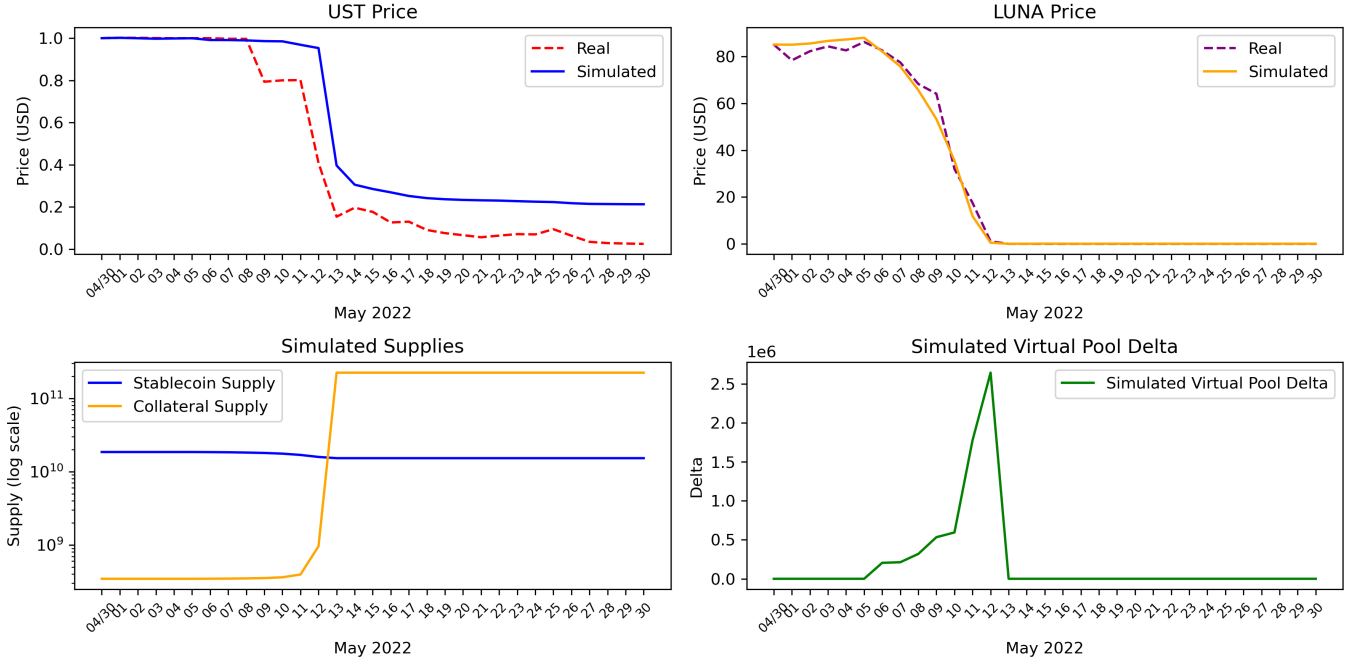 UST Price
Price (USD)
1.0
0.8
0.6
0.4
0.2
0.0
Real
Simulated
04/30 01 02 03 04 05 06 07 08 09 10 11 12 13 14 15 16 17 18 19 20 21 22 23 24 25 26 27 28 29 30
May 2022
LUNA Price
Price (USD)
80
60
40
20
0
Real
Simulated
04/30 01 02 03 04 05 06 07 08 09 10 11 12 13 14 15 16 17 18 19 20 21 22 23 24 25 26 27 28 29 30
May 2022
Simulated Supplies
Supply (log scale)
10¹¹
10¹⁰
10⁹
Stablecoin Supply
Collateral Supply
04/30 01 02 03 04 05 06 07 08 09 10 11 12 13 14 15 16 17 18 19 20 21 22 23 24 25 26 27 28 29 30
May 2022
Simulated Virtual Pool Delta
1e6
Delta
2.5
2.0
1.5
1.0
0.5
0.0
Simulated Virtual Pool Delta
04/30 01 02 03 04 05 06 07 08 09 10 11 12 13 14 15 16 17 18 19 20 21 22 23 24 25 26 27 28 29 30
May 2022